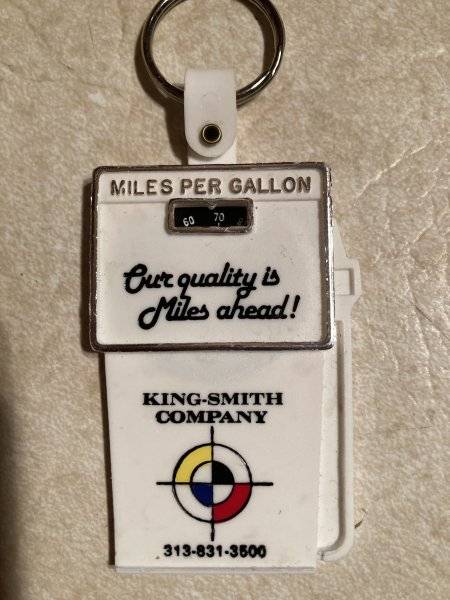 MILES PER GALLON
60 70
Our quality is
Miles ahead!
KING-SMITH
COMPANY
313-831-3500